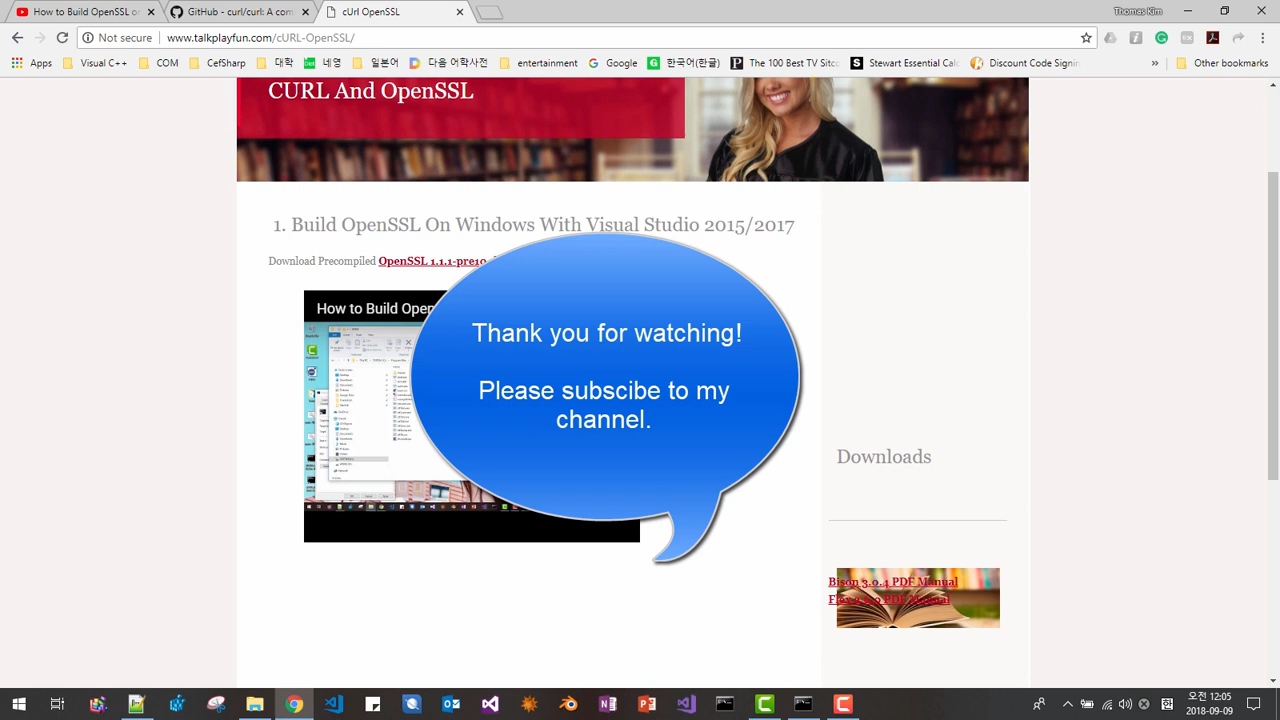 How to Build OpenSSL on
GitHub - curl/curl: A comm
cUrl OpenSSL
Thomas Kim
Not secure
www.talkplayfun.com/cURL-OpenSSL/
Apps
Visual C++
COM
CefSharp
대학
네영
일본어
다음 어학사전
entertainment
Google
한국어(한글)
The 100 Best TV Sitco
Stewart Essential Calc
Discount Code Signin
»
Other bookmarks
CURL And OpenSSL
1. Build OpenSSL On Windows With Visual Studio 2015/2017
Download Precompiled OpenSSL 1.1.1-pre10
How to Build Open
Thank you for watching!
Please subscibe to my
channel.
Downloads
Bison 3.0.4 PDF Manual
PDF Manual
오전 12:05
2018-09-09